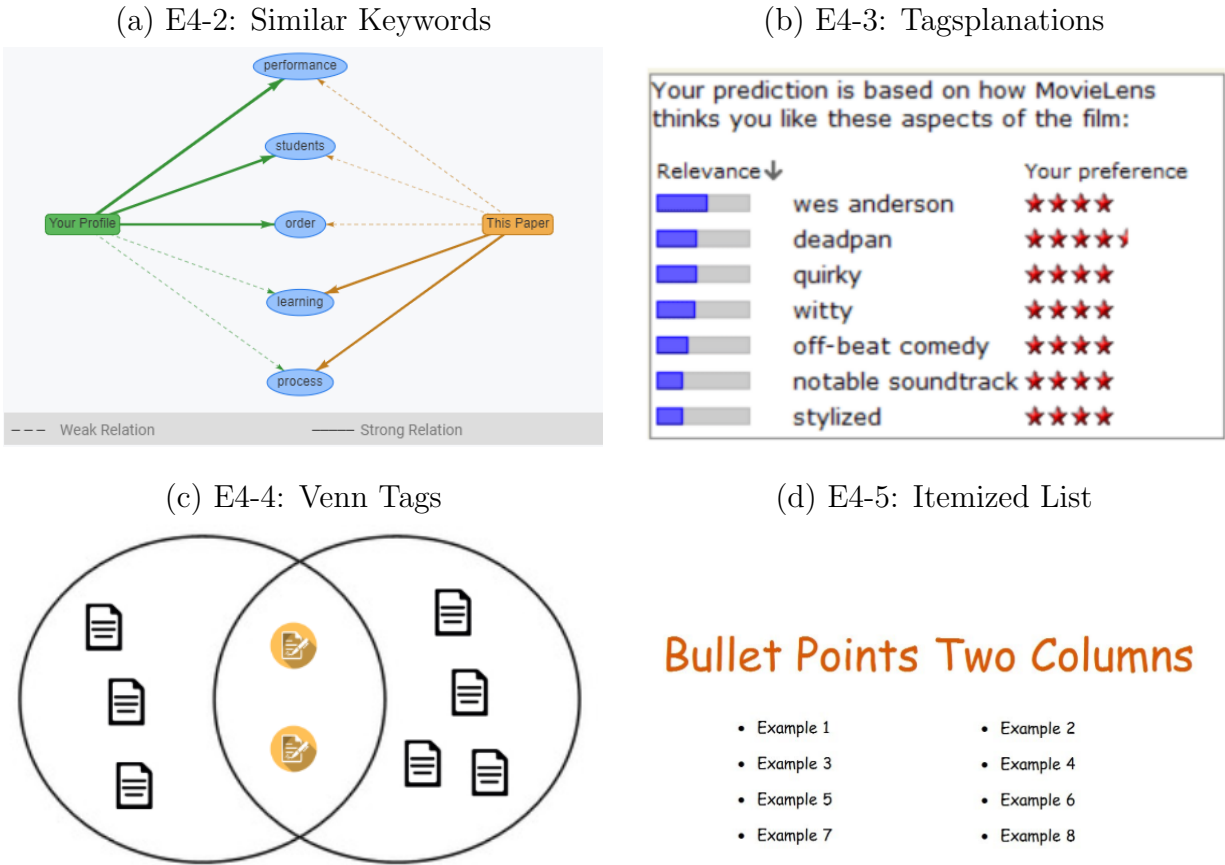 (a) E4-2: Similar Keywords
performance
students
Your Profile
order
This Paper
learning
process
--- Weak Relation
——— Strong Relation
(b) E4-3: Tagsplanations
Your prediction is based on how MovieLens
thinks you like these aspects of the film:
Relevance Your preference
wes anderson
deadpan
quirky
witty
off-beat comedy
notable soundtrack
stylized
(c) E4-4: Venn Tags
(d) E4-5: Itemized List
Bullet Points Two Columns
• Example 1 • Example 2
• Example 3 • Example 4
• Example 5 • Example 6
• Example 7 • Example 8